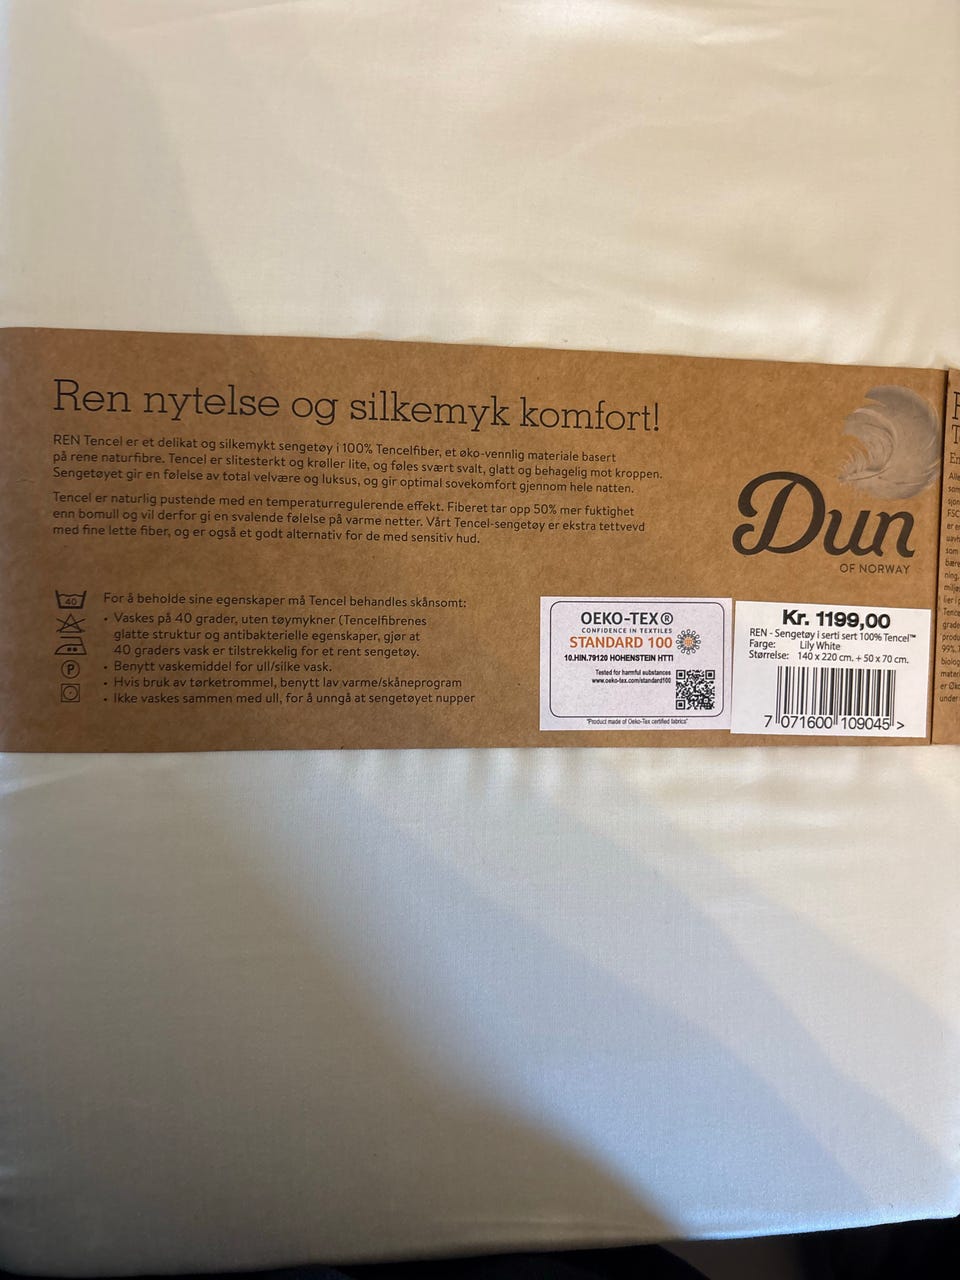 Ren nytelse og silkemyk komfort!
REN Tencel er et delikat og silkemykt sengetøy i 100% Tencelfiber, et øko-vennlig materiale basert
på rene naturfibre. Tencel er slitesterkt og krøller lite, og føles svært svalt, glatt og behagelig mot kroppen.
Sengetøyet gir en følelse av total velvære og luksus, og gir optimal sovekomfort gjennom hele natten.
Tencel er naturlig pustende med en temperaturregulerende effekt. Fiberet tar opp 50% mer fuktighet
enn bomull og vil derfor gi en svalende følelse på varme netter. Vårt Tencel-sengetøy er ekstra tettvevd
med fine lette fiber, og er også et godt alternativ for de med sensitiv hud.
Dun
OF NORWAY
40
P
For å beholde sine egenskaper må Tencel behandles skånsomt:
• Vaskes på 40 grader, uten tøymykner (Tencelfibrenes
glatte struktur og antibakterielle egenskaper, gjør at
40 graders vask er tilstrekkelig for et rent sengetøy.
• Benytt vaskemiddel for ull/silke vask.
• Hvis bruk av tørketrommel, benytt lav varme/skåneprogram
• Ikke vaskes sammen med ull, for å unngå at sengetøyet nupper
OEKO-TEX®
CONFIDENCE IN TEXTILES
STANDARD 100
10.HIN.79120 HOHENSTEIN HTTI
Tested for harmful substances
www.oeko-tex.com/standard100
"Product made of Oeko-Tex certified fabrics"
Kr. 1199,00
REN - Sengetøy i serti sert 100% Tencel™
Farge: Lily White
Størrelse: 140 x 220 cm. + 50 x 70 cm.
7 071600 109045 >